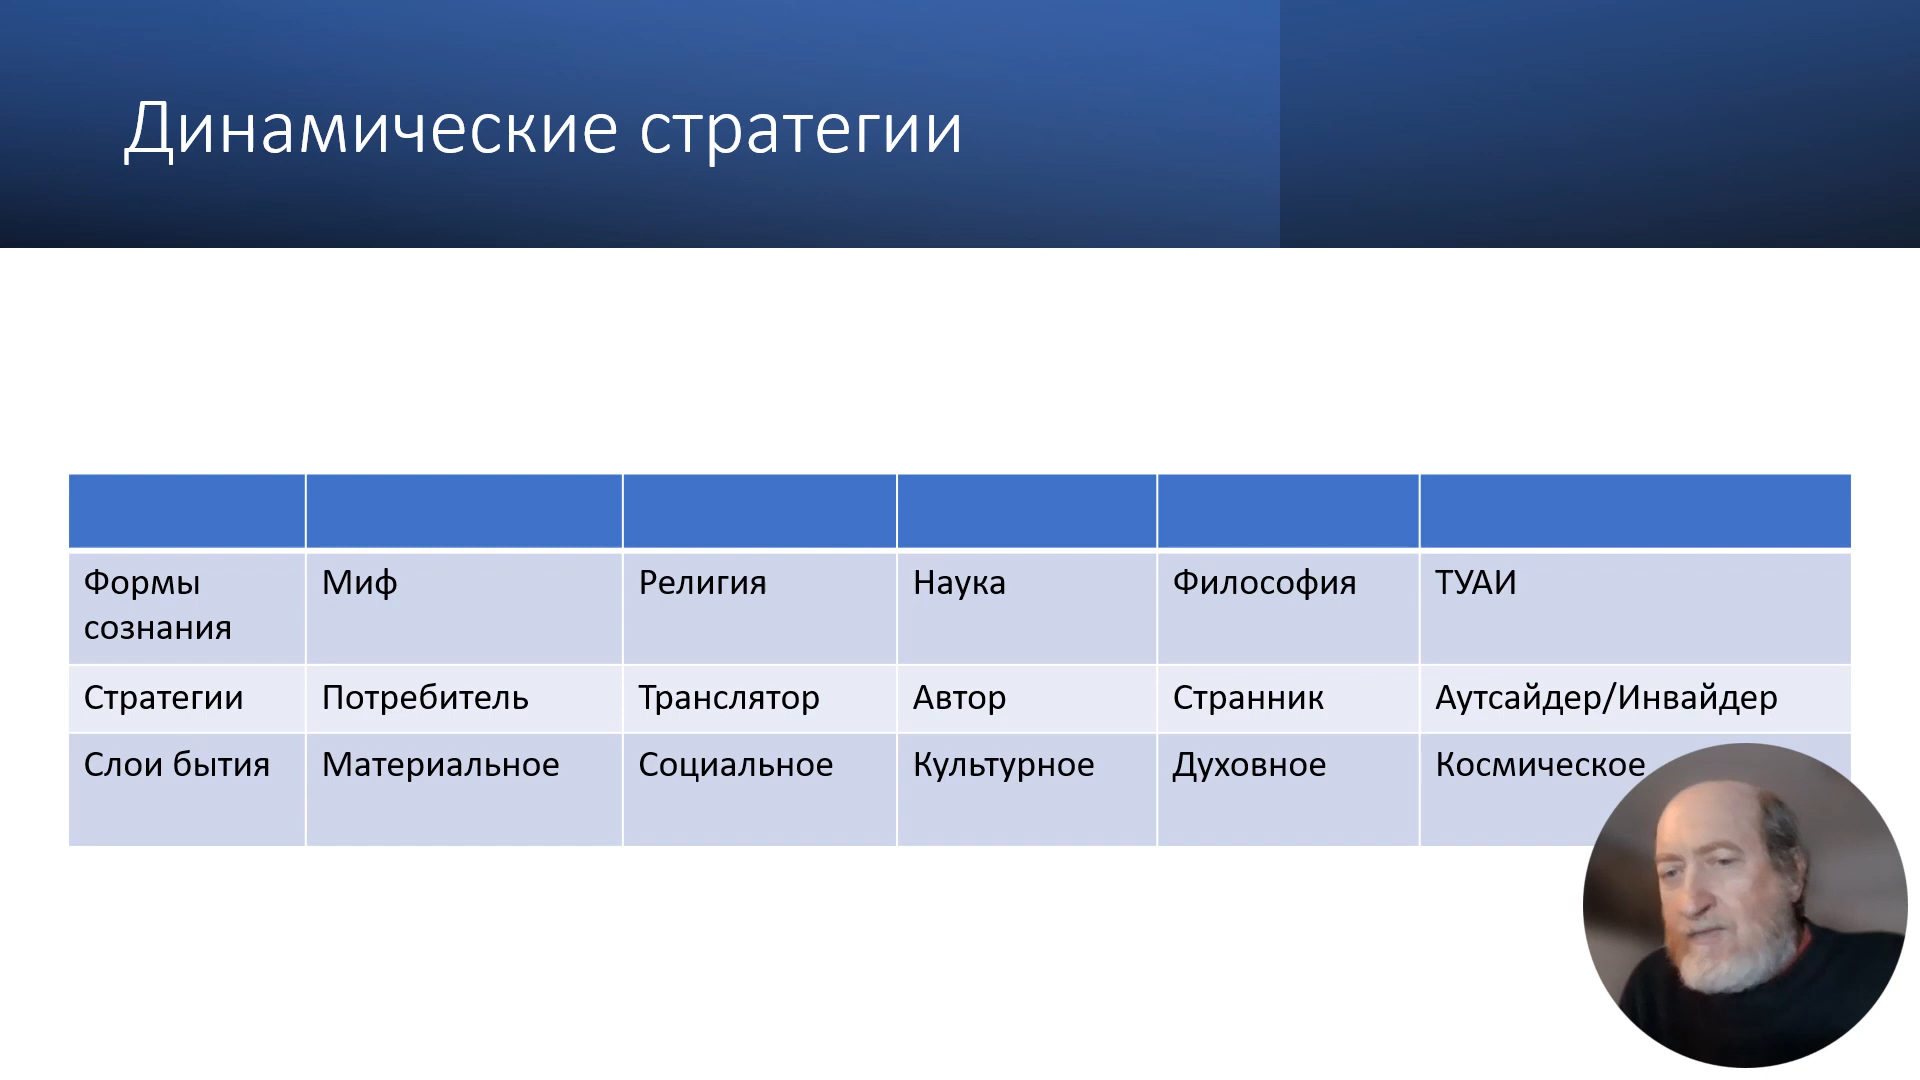 Динамические стратегии
Формы сознания Миф Религия Наука Философия ТУАИ
Стратегии Потребитель Транслятор Автор Странник Аутсайдер/Инвайдер
Слои бытия Материальное Социальное Культурное Духовное Космическое